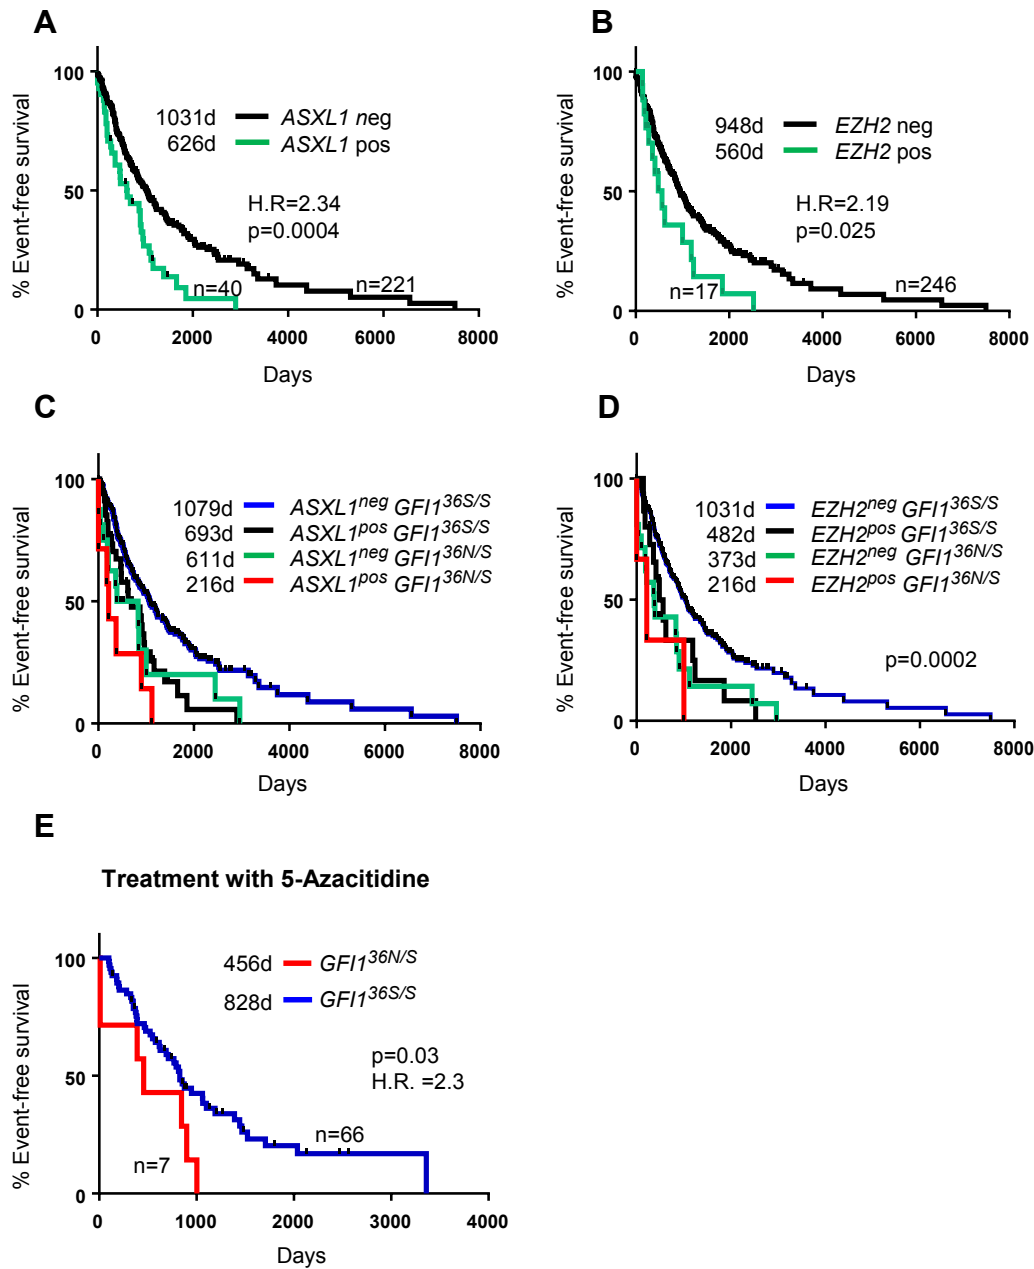 A
% Event-free survival
100
50
0
1031d ASXL1 neg
626d ASXL1 pos
H.R=2.34
p=0.0004
n=40
n=221
0 2000 4000 6000 8000
Days
B
% Event-free survival
100
50
0
948d EZH2 neg
560d EZH2 pos
H.R=2.19
p=0.025
n=17
n=246
0 2000 4000 6000 8000
Days
C
% Event-free survival
100
50
0
1079d ASXL1neg GFI136S/S
693d ASXL1pos GFI136S/S
611d ASXL1neg GFI136N/S
216d ASXL1pos GFI136N/S
0 2000 4000 6000 8000
Days
D
% Event-free survival
100
50
0
1031d EZH2neg GFI136S/S
482d EZH2pos GFI136S/S
373d EZH2neg GFI136N/S
216d EZH2pos GFI136N/S
p=0.0002
0 2000 4000 6000 8000
Days
E
Treatment with 5-Azacitidine
% Event-free survival
100
50
0
456d GFI136N/S
828d GFI136S/S
p=0.03
H.R. =2.3
n=66
n=7
0 1000 2000 3000 4000
Days